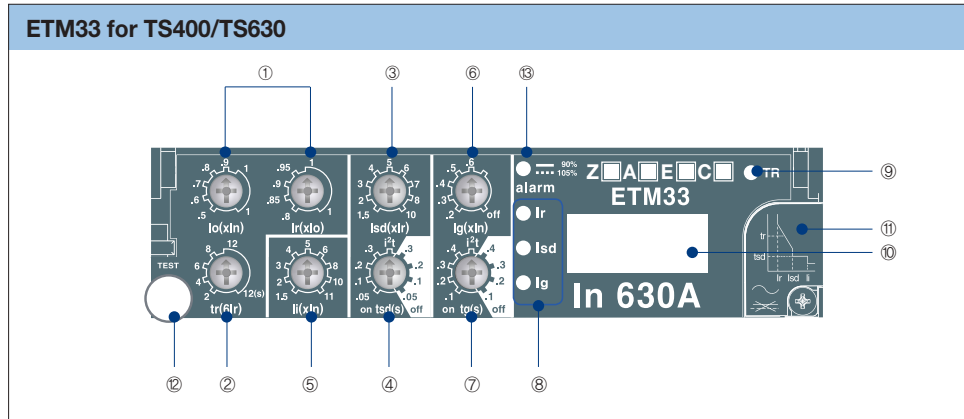 ETM33 for TS400/TS630
① ③ ⑥ ⑬
.5 .6 .7 .8 .9 1 1
Io(xIn)
.8 .85 .9 .95 1 1
Ir(xIo)
1.5 2 3 4 5 6 7 8 10
Isd(xIr)
.2 .3 .4 .5 .6 off
Ig(xIn)
alarm
90%
105%
Z A E C
TR
⑨
ETM33
Ir
Isd
Ig
In 630A
⑩
⑪
tr
tsd
Ir Isd Ii
TEST
2 4 6 8 12 12(s)
tr(6Ir)
1.5 2 3 4 5 6 8 10 11
Ii(xIn)
I²t
.05 .1 .2 .3 .3 .2 .1 .05
on tsd(s) off
I²t
.1 .2 .3 .4 .4 .3 .2 .1
on tg(s) off
⑫ ② ⑤ ④ ⑦ ⑧